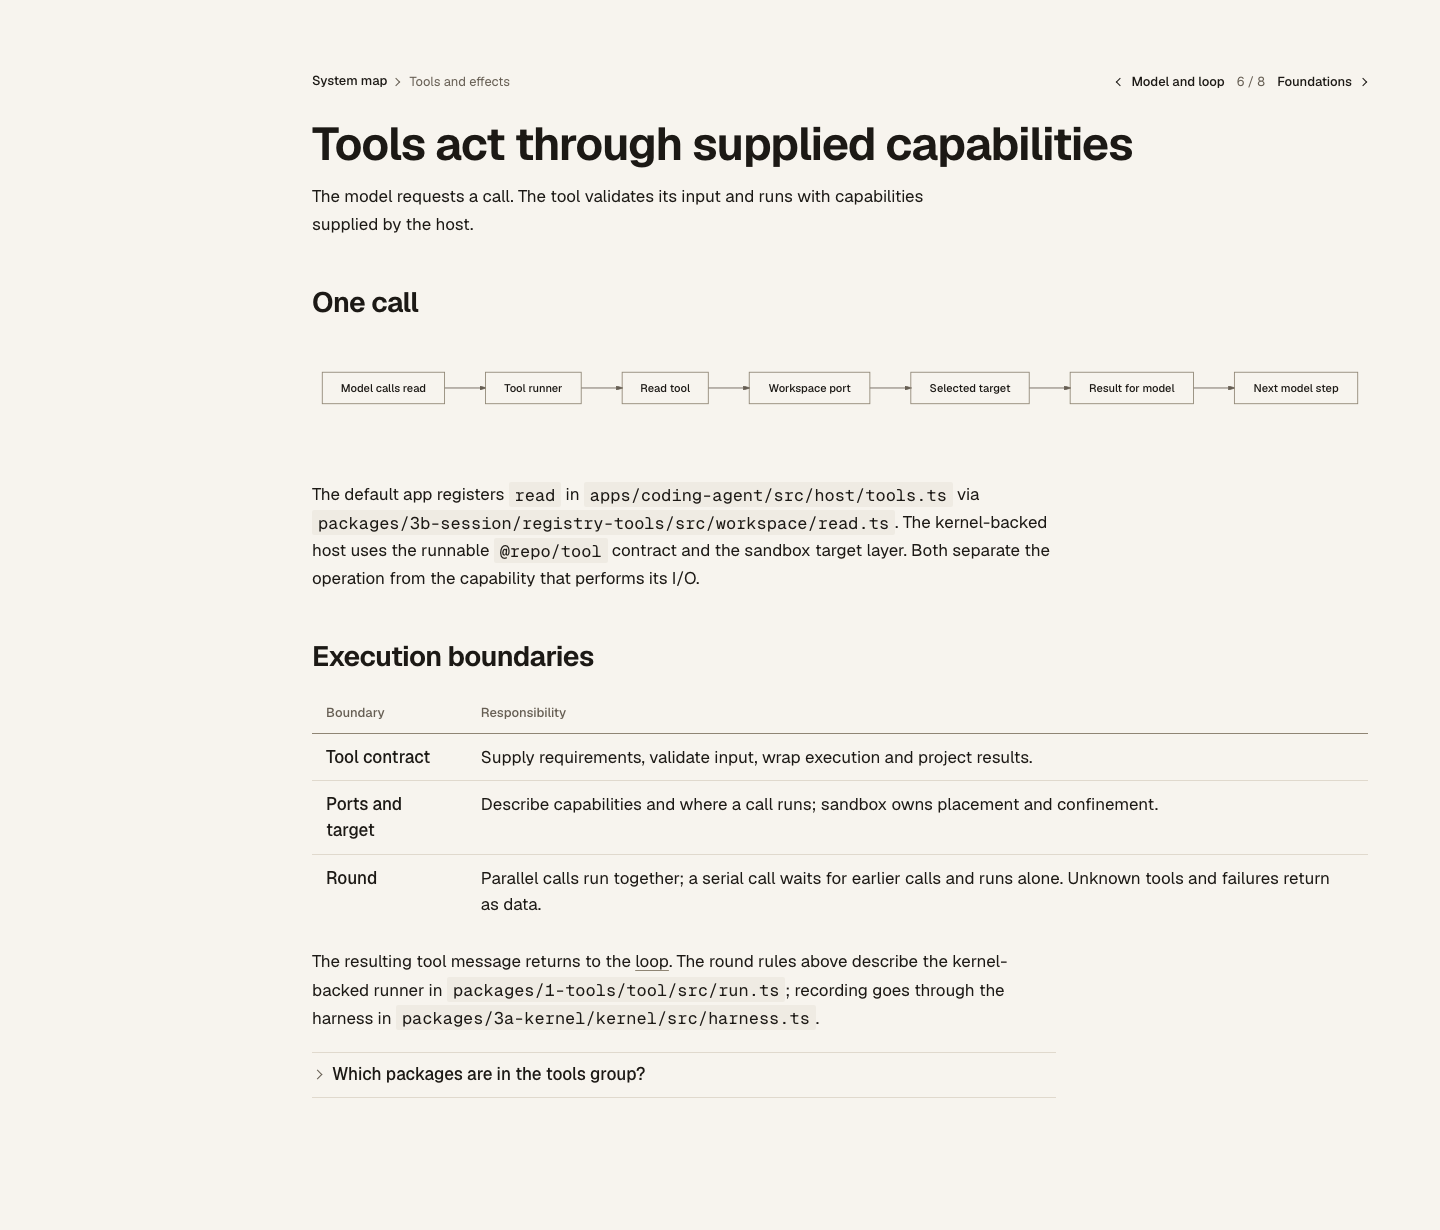 System map > Tools and effects
< Model and loop 6 / 8 Foundations >
Tools act through supplied capabilities
The model requests a call. The tool validates its input and runs with capabilities
supplied by the host.
One call
Model calls read
Tool runner
Read tool
Workspace port
Selected target
Result for model
Next model step
The default app registers read in apps/coding-agent/src/host/tools.ts via
packages/3b-session/registry-tools/src/workspace/read.ts. The kernel-backed
host uses the runnable @repo/tool contract and the sandbox target layer. Both separate the
operation from the capability that performs its I/O.
Execution boundaries
Boundary Responsibility
Tool contract Supply requirements, validate input, wrap execution and project results.
Ports and Describe capabilities and where a call runs; sandbox owns placement and confinement.
target
Round Parallel calls run together; a serial call waits for earlier calls and runs alone. Unknown tools and failures return
as data.
The resulting tool message returns to the loop. The round rules above describe the kernel-
backed runner in packages/1-tools/tool/src/run.ts; recording goes through the
harness in packages/3a-kernel/kernel/src/harness.ts.
> Which packages are in the tools group?